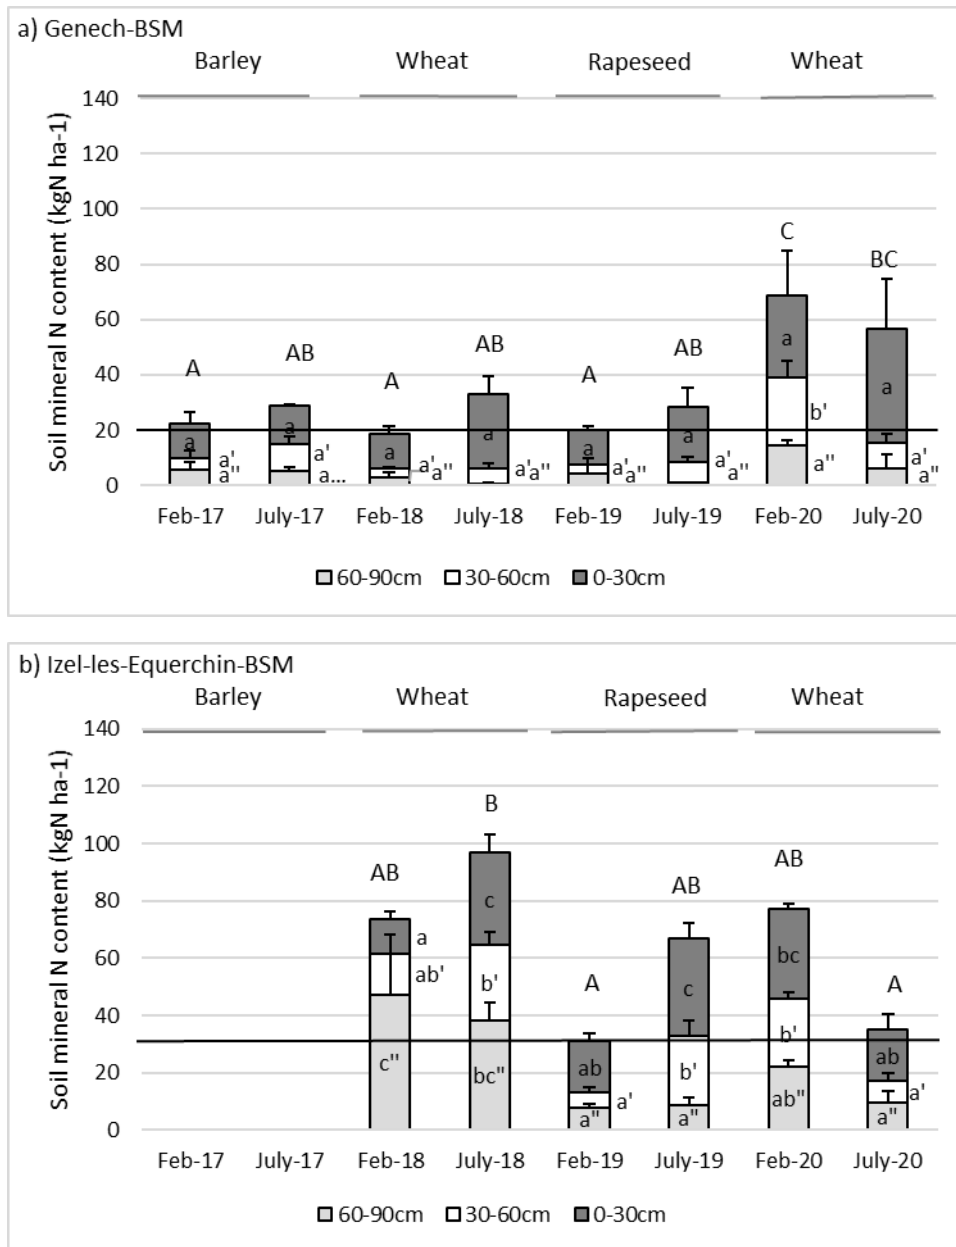 a) Genech-BSM
Barley Wheat Rapeseed Wheat
Soil mineral N content (kgN ha-1)
140
120
100
80
60
40
20
0
A AB A AB A AB C BC
a a a a a a a a
a' a' a' a' a' a' b' a'
a'' a... a'' a'' a'' a'' a'' a''
Feb-17 July-17 Feb-18 July-18 Feb-19 July-19 Feb-20 July-20
60-90cm 30-60cm 0-30cm
b) Izel-les-Equerchin-BSM
Barley Wheat Rapeseed Wheat
Soil mineral N content (kgN ha-1)
140
120
100
80
60
40
20
0
AB B A AB AB A
a c ab c bc ab
ab' b' a' b' b' a'
c'' bc'' a'' a'' ab'' a''
Feb-17 July-17 Feb-18 July-18 Feb-19 July-19 Feb-20 July-20
60-90cm 30-60cm 0-30cm